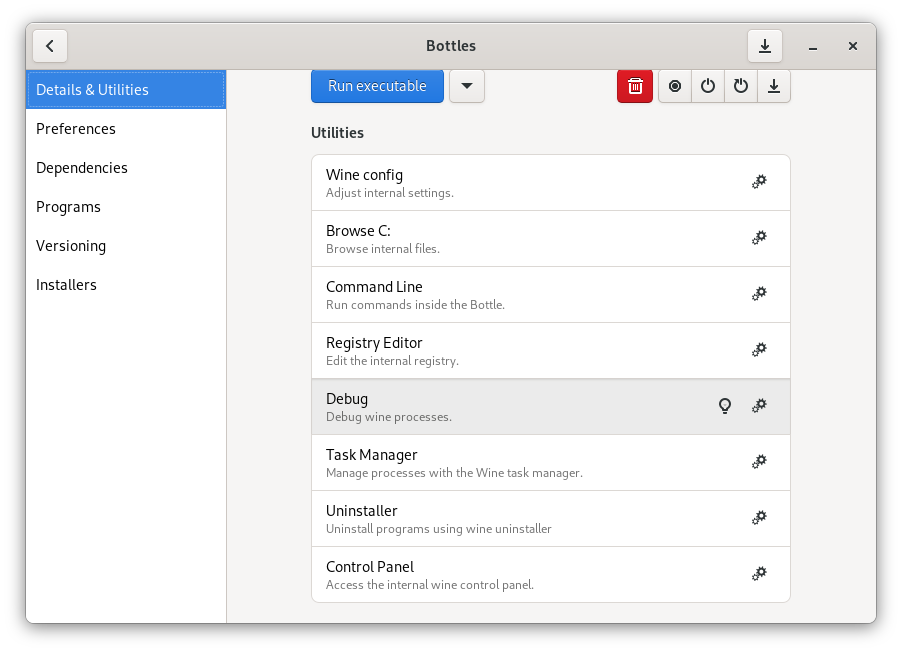 Bottles
Details & Utilities
Preferences
Dependencies
Programs
Versioning
Installers
Run executable
Utilities
Wine config
Adjust internal settings.
Browse C:
Browse internal files.
Command Line
Run commands inside the Bottle.
Registry Editor
Edit the internal registry.
Debug
Debug wine processes.
Task Manager
Manage processes with the Wine task manager.
Uninstaller
Uninstall programs using wine uninstaller
Control Panel
Access the internal wine control panel.